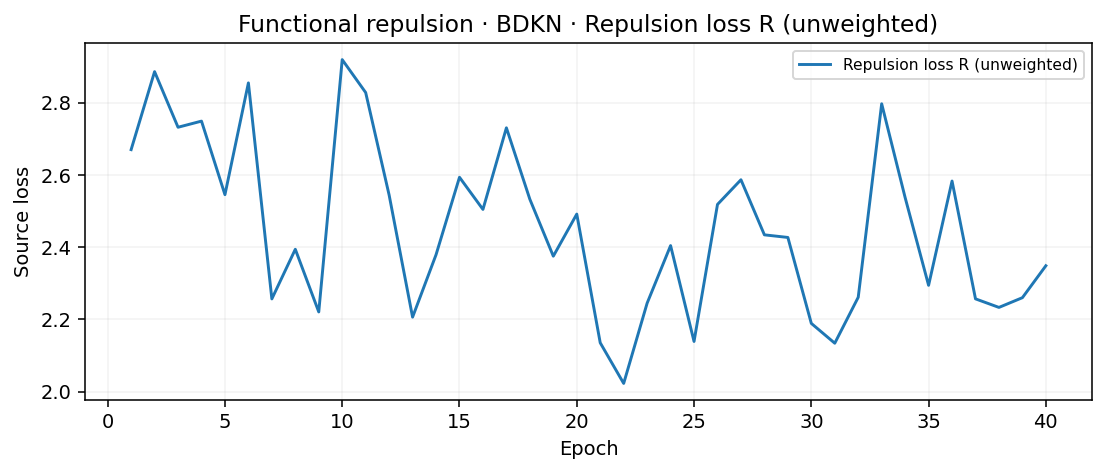 Functional repulsion · BDKN · Repulsion loss R (unweighted)
Repulsion loss R (unweighted)
Source loss
2.8
2.6
2.4
2.2
2.0
0 5 10 15 20 25 30 35 40
Epoch